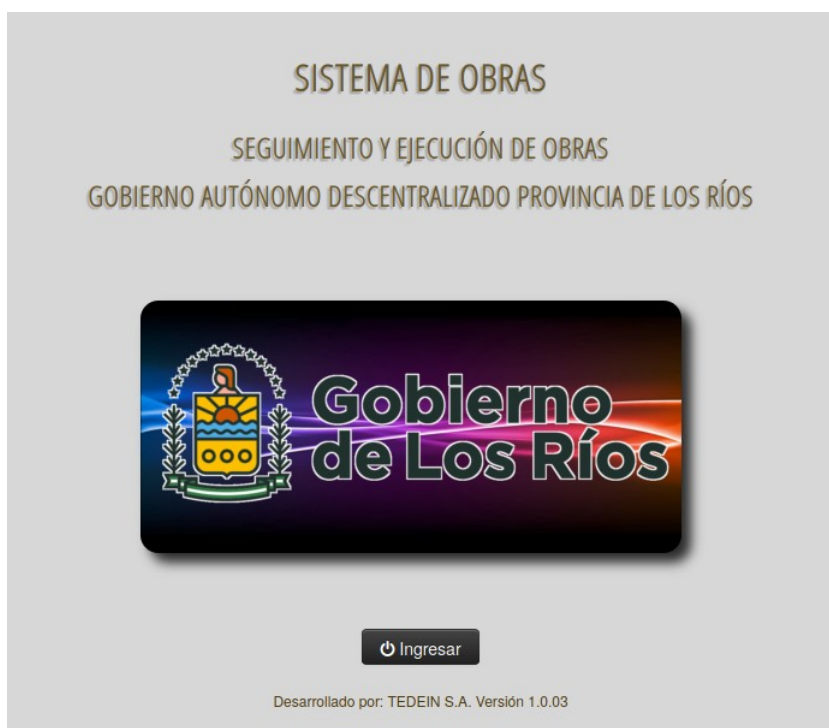 SISTEMA DE OBRAS
SEGUIMIENTO Y EJECUCIÓN DE OBRAS
GOBIERNO AUTÓNOMO DESCENTRALIZADO PROVINCIA DE LOS RÍOS
Gobierno
de Los Ríos
Ingresar
Desarrollado por: TEDEIN S.A. Versión 1.0.03